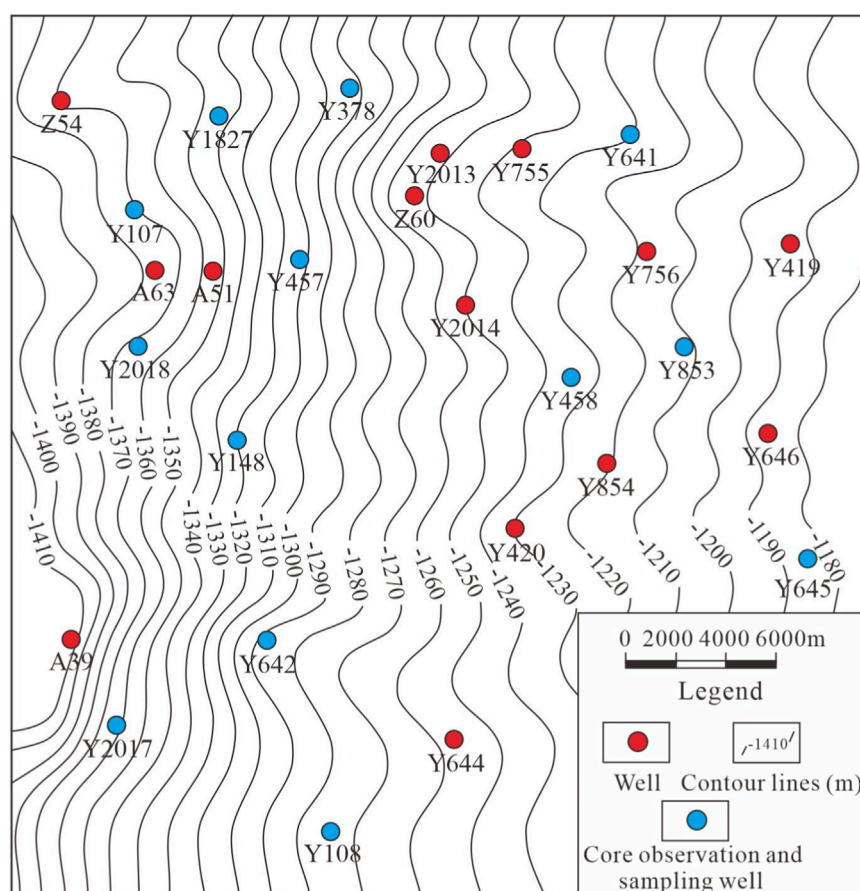 Z54
Y1827
Y378
Y2013
Y755
Y641
Z60
Y107
A63
A51
Y457
Y756
Y419
Y2014
Y2018
Y458
Y853
Y148
Y854
Y646
Y420
Y645
-1410
-1400
-1390
-1380
-1370
-1360
-1350
-1340
-1330
-1320
-1310
-1300
-1290
-1280
-1270
-1260
-1250
-1240
-1230
-1220
-1210
-1200
-1190
-1180
A39
Y642
Y2017
Y644
Y108
0 2000 4000 6000m
Legend
-1410
Well Contour lines (m)
Core observation and
sampling well